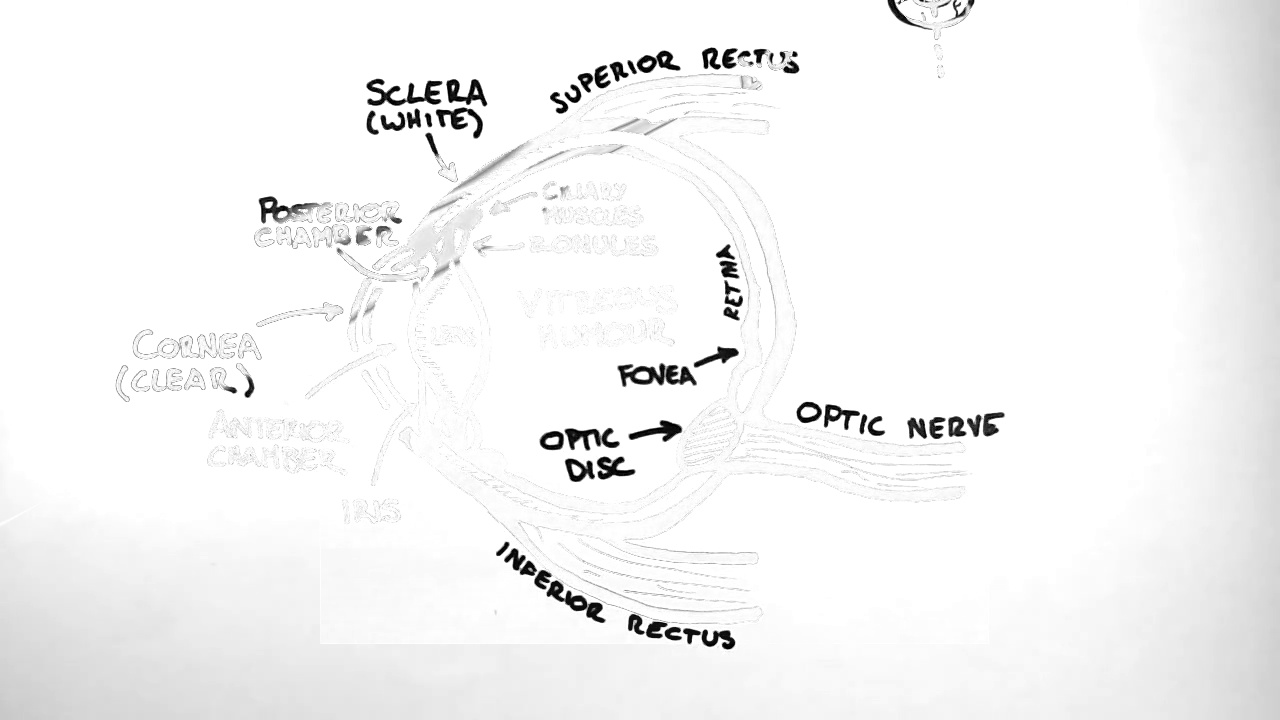 SUPERIOR RECTUS
SCLERA
(WHITE)
CILIARY
MUSCLES
ZONULES
POSTERIOR
CHAMBER
RETINA
VITREOUS
HUMOUR
LENS
CORNEA
(CLEAR)
FOVEA
ANTERIOR
CHAMBER
OPTIC NERVE
OPTIC
DISC
IRIS
INFERIOR RECTUS